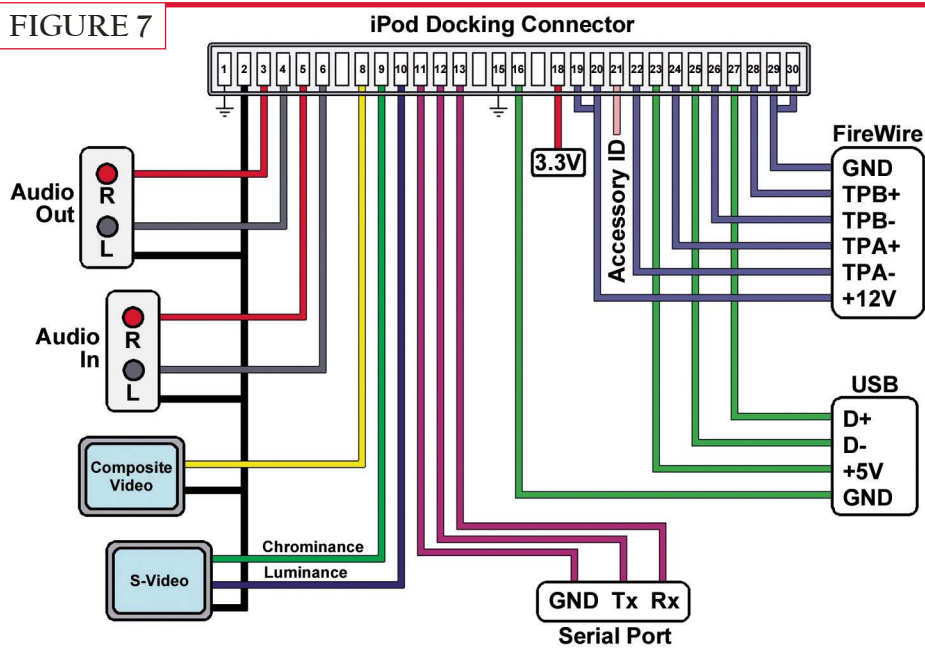 FIGURE 7
iPod Docking Connector
1 2 3 4 5 6 8 9 10 11 12 13 15 16 18 19 20 21 22 23 24 25 26 27 28 29 30
Audio
Out
R
L
Audio
In
R
L
Composite
Video
S-Video
Chrominance
Luminance
3.3V
Accessory ID
FireWire
GND
TPB+
TPB-
TPA+
TPA-
+12V
USB
D+
D-
+5V
GND
GND Tx Rx
Serial Port